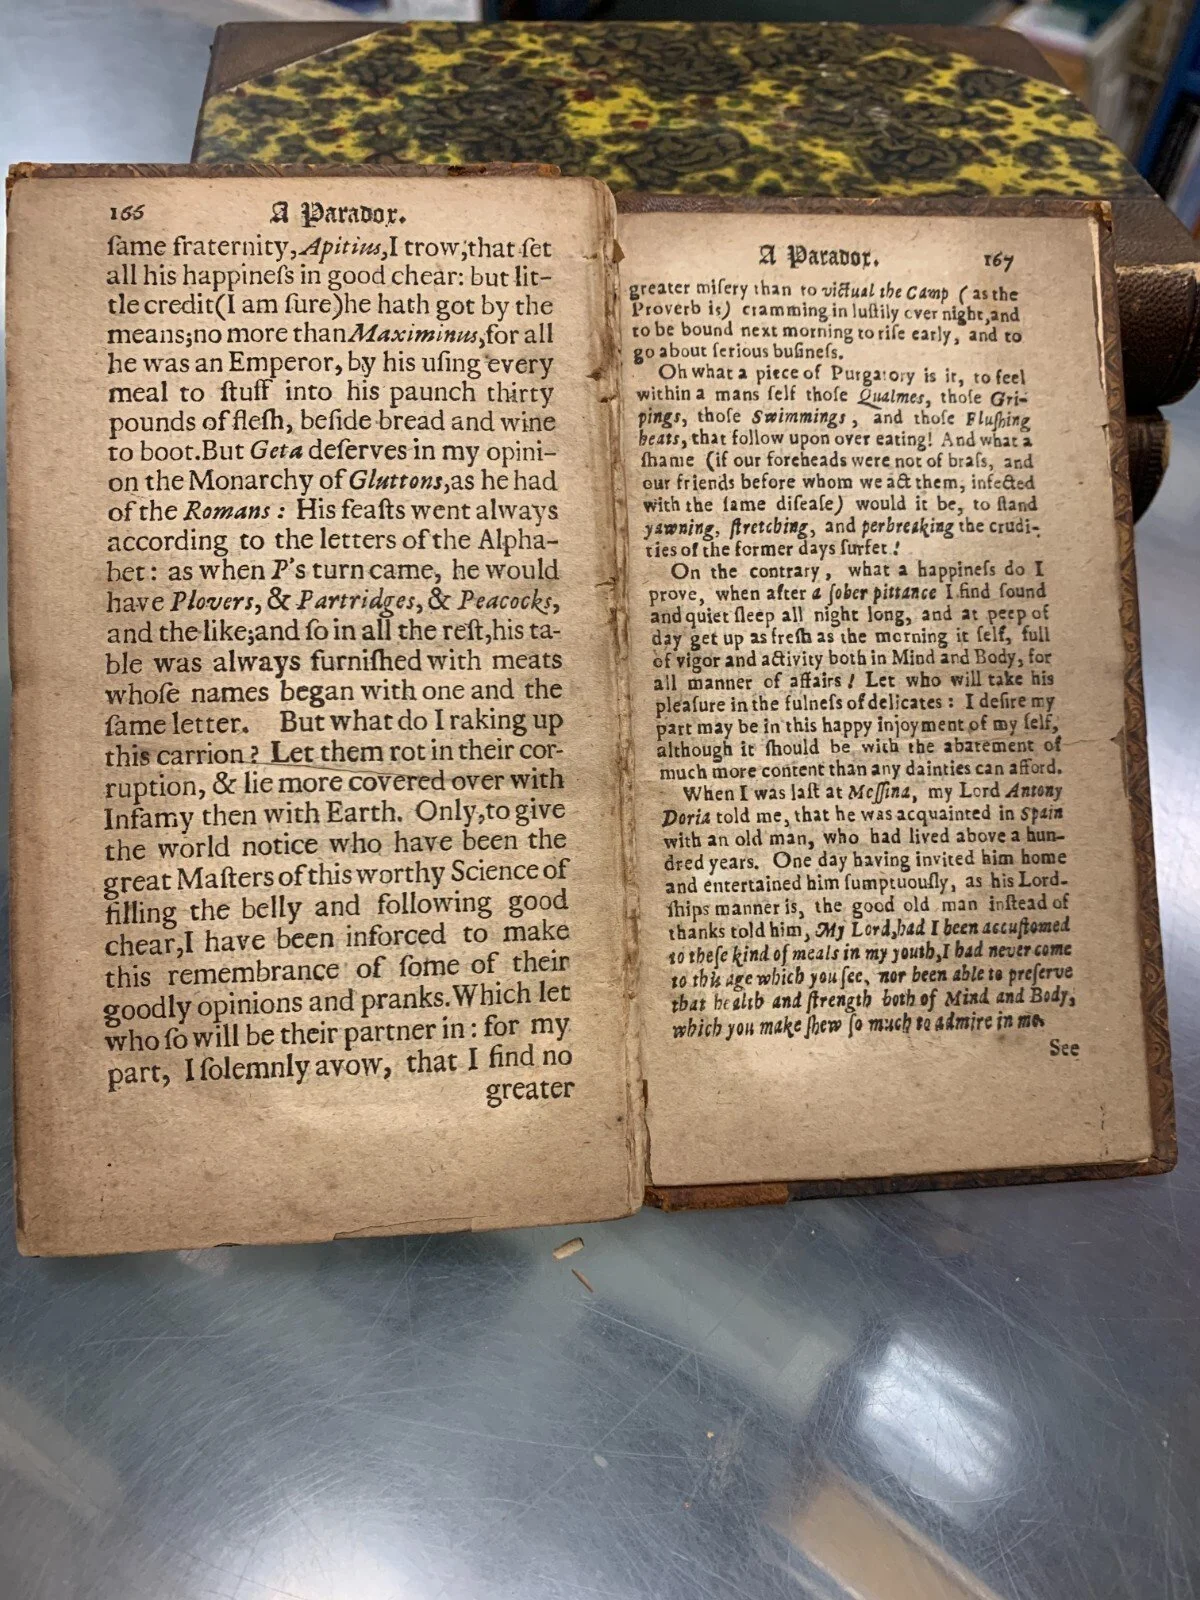 166 A Paradox.
ſame fraternity, Apitius, I trow, that ſet
all his happineſs in good chear: but lit-
tle credit (I am ſure) he hath got by the
means; no more than Maximinus, for all
he was an Emperor, by his uſing every
meal to ſtuff into his paunch thirty
pounds of fleſh, beſide bread and wine
to boot. But Geta deſerves in my opini-
on the Monarchy of Gluttons, as he had
of the Romans: His feaſts went always
according to the letters of the Alpha-
bet: as when P's turn came, he would
have Plovers, & Partridges, & Peacocks,
and the like; and ſo in all the reſt, his ta-
ble was always furniſhed with meats
whoſe names began with one and the
ſame letter. But what do I raking up
this carrion? Let them rot in their cor-
ruption, & lie more covered over with
Infamy then with Earth. Only, to give
the world notice who have been the
great Maſters of this worthy Science of
filling the belly and following good
chear, I have been inforced to make
this remembrance of ſome of their
goodly opinions and pranks. Which let
who ſo will be their partner in: for my
part, I ſolemnly avow, that I find no
greater
A Paradox. 167
greater miſery than to victual the Camp (as the
Proverb is) cramming in luſtily over night, and
to be bound next morning to riſe early, and to
go about ſerious buſineſs.
Oh what a piece of Purgatory is it, to feel
within a mans ſelf thoſe Qualmes, thoſe Gri-
pings, thoſe Swimmings, and thoſe Fluſhing
heats, that follow upon over eating! And what a
ſhame (if our foreheads were not of braſs, and
our friends before whom we act them, infected
with the ſame diſeaſe) would it be, to ſtand
yawning, ſtretching, and perbreaking the crudi-
ties of the former days ſurfet!
On the contrary, what a happineſs do I
prove, when after a ſober pittance I find ſound
and quiet ſleep all night long, and at peep of
day get up as freſh as the morning it ſelf, full
of vigor and activity both in Mind and Body, for
all manner of affairs! Let who will take his
pleaſure in the fulneſs of delicates: I deſire my
part may be in this happy injoyment of my ſelf,
although it ſhould be with the abatement of
much more content than any dainties can afford.
When I was laſt at Meſſina, my Lord Antony
Doria told me, that he was acquainted in Spain
with an old man, who had lived above a hun-
dred years. One day having invited him home
and entertained him ſumptuouſly, as his Lord-
ſhips manner is, the good old man inſtead of
thanks told him, My Lord, had I been accuſtomed
to theſe kind of meals in my youth, I had never come
to this age which you ſee, nor been able to preſerve
that health and ſtrength both of Mind and Body,
which you make ſhew ſo much to admire in me.
See